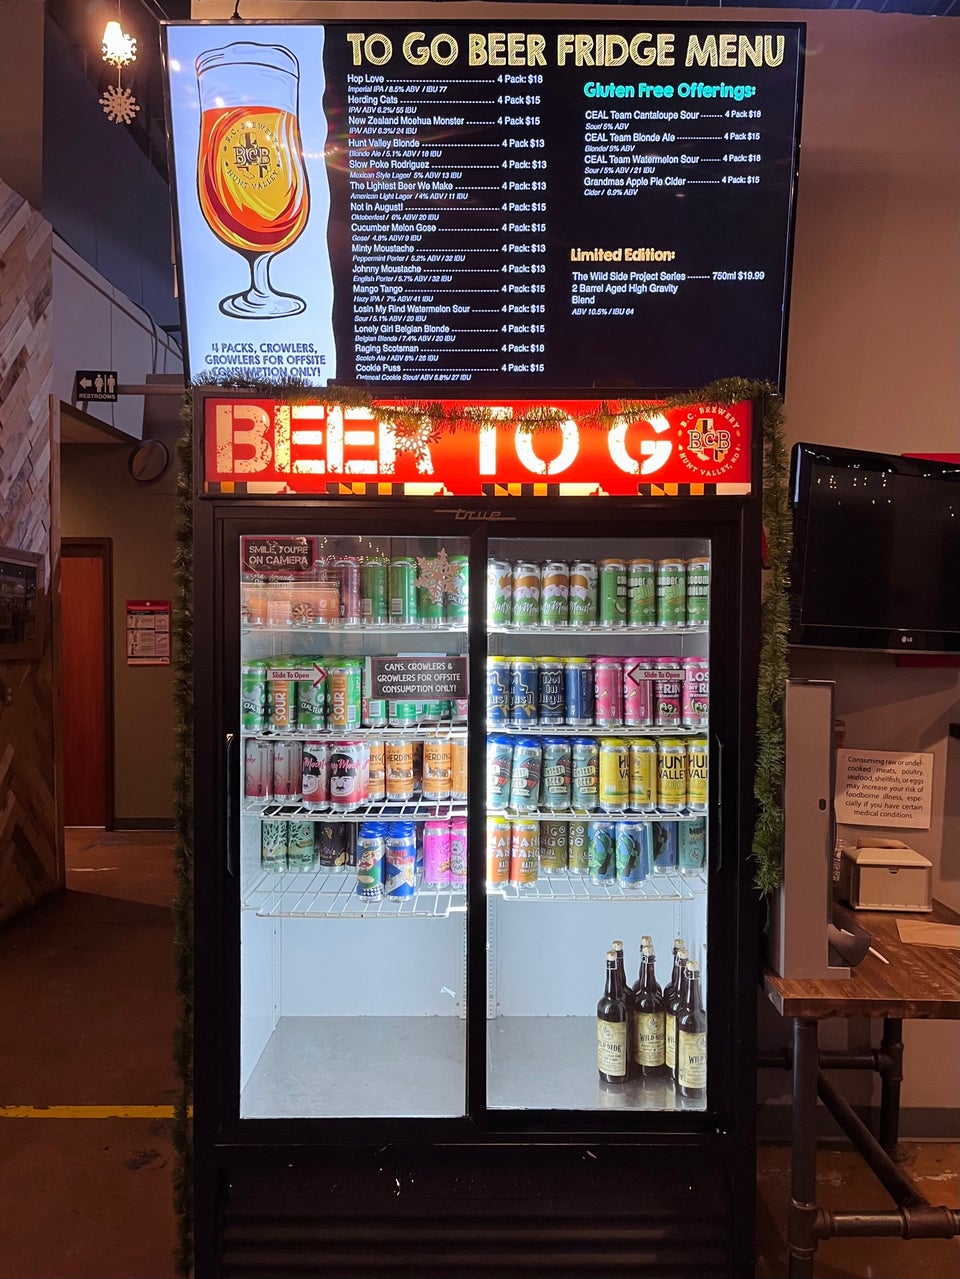 TO GO BEER FRIDGE MENU
Hop Love 4 Pack: $18
Imperial IPA / 8.5% ABV / IBU 77
Herding Cats 4 Pack $15
IPA/ ABV 6.2%/ 55 IBU
New Zealand Moehua Monster 4 Pack $15
IPA/ ABV 6.3%/ 24 IBU
Hunt Valley Blonde 4 Pack $13
Blonde Ale / 5.1% ABV / 18 IBU
Slow Poke Rodriguez 4 Pack: $13
Mexican Style Lager/ 5% ABV/ 13 IBU
The Lightest Beer We Make 4 Pack: $13
American Light Lager / 4% ABV / 11 IBU
Not In August! 4 Pack: $15
Oktoberfest / 6% ABV/ 20 IBU
Cucumber Melon Gose 4 Pack: $15
Gose/ 4.8% ABV/ 9 IBU
Minty Moustache 4 Pack: $13
Peppermint Porter / 5.2% ABV / 32 IBU
Johnny Moustache 4 Pack: $13
English Porter / 5.7% ABV / 32 IBU
Mango Tango 4 Pack: $15
Hazy IPA / 7% ABV/ 41 IBU
Losin My Rind Watermelon Sour 4 Pack: $15
Sour / 5.1% ABV / 20 IBU
Lonely Girl Belgian Blonde 4 Pack: $15
Belgian Blonde / 7.4% ABV / 20 IBU
Raging Scotsman 4 Pack: $18
Scotch Ale / ABV 8% / 26 IBU
Cookie Puss 4 Pack: $15
Oatmeal Cookie Stout/ ABV 5.8%/ 27 IBU
Gluten Free Offerings:
CEAL Team Cantaloupe Sour 4 Pack $18
Sour/ 5% ABV
CEAL Team Blonde Ale 4 Pack $15
Blonde/ 5% ABV
CEAL Team Watermelon Sour 4 Pack: $18
Sour / 5% ABV / 21 IBU
Grandmas Apple Pie Cider 4 Pack: $15
Cider / 6.9% ABV
Limited Edition:
The Wild Side Project Series 750ml $19.99
2 Barrel Aged High Gravity
Blend
ABV 10.5% / IBU 64
B.C. BREWERY
BCB
HUNT VALLEY
4 PACKS, CROWLERS,
GROWLERS FOR OFFSITE
CONSUMPTION ONLY!
RESTROOMS
BEER TO G
B.C. BREWERY
BCB
HUNT VALLEY, MD
true
SMILE, YOU'RE
ON CAMERA
Slide To Open
CANS, CROWLERS &
GROWLERS FOR OFFSITE
CONSUMPTION ONLY!
Slide To Open
SOUR
SOUR
HERDING
HUNT
VALLEY
WILD SIDE
LG
Consuming raw or under-
cooked meats, poultry,
seafood, shellfish, or eggs
may increase your risk of
foodborne illness, espe-
cially if you have certain
medical conditions.